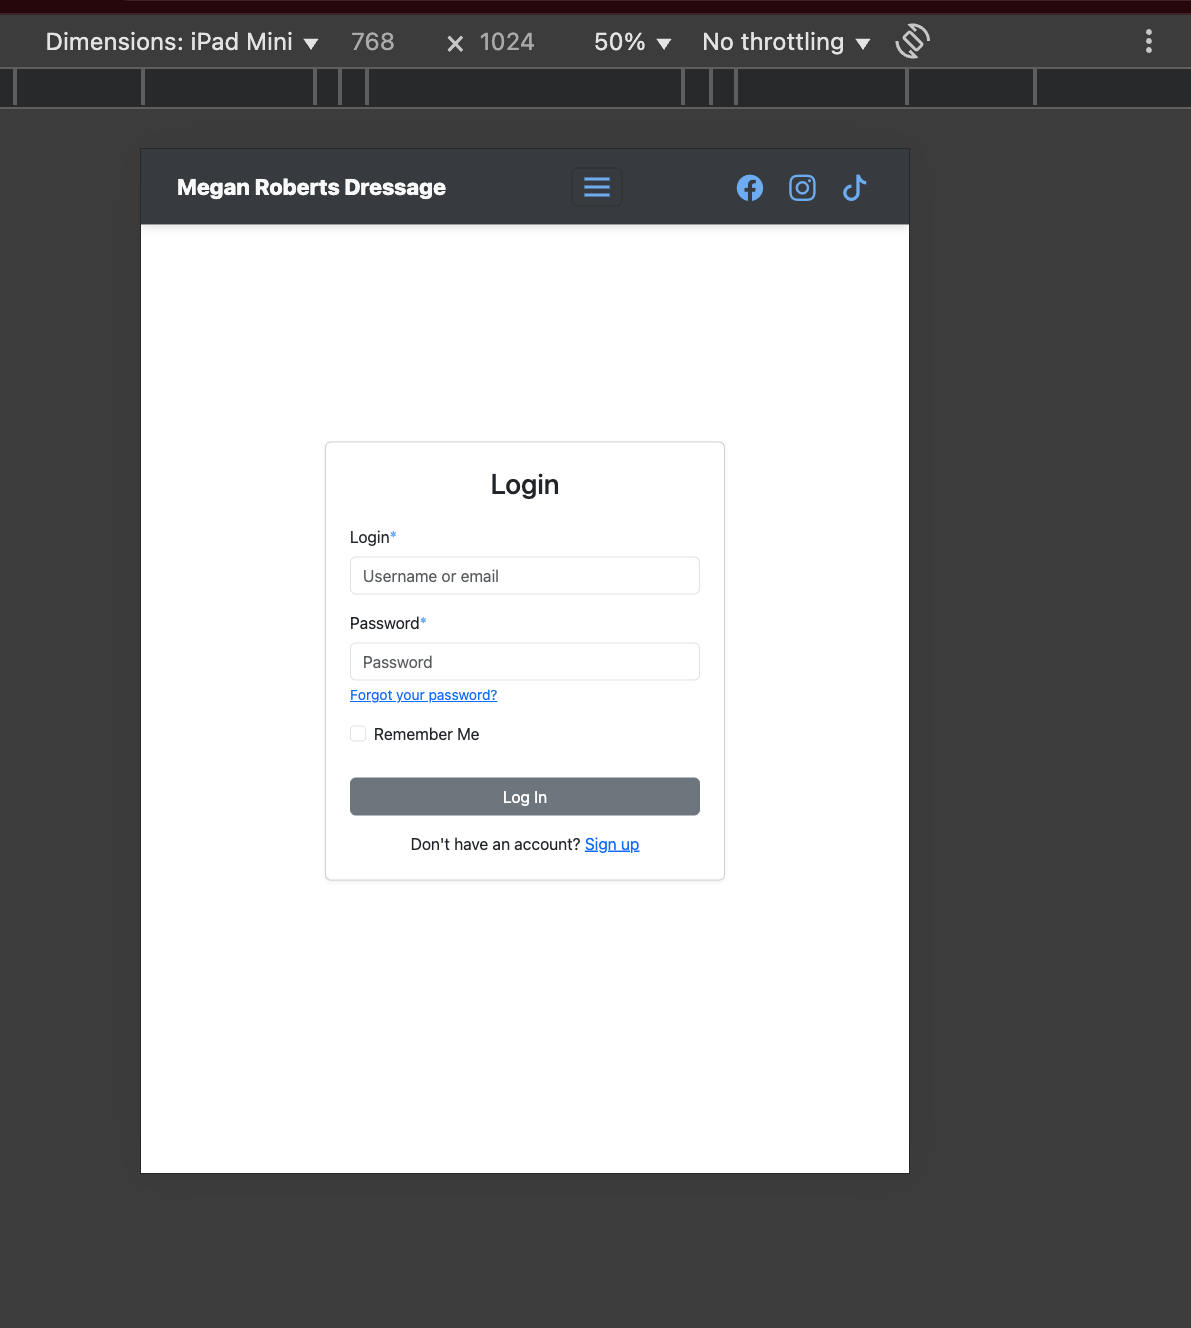 Dimensions: iPad Mini ▼ 768 × 1024 50% ▼ No throttling ▼
Megan Roberts Dressage
Login
Login*
Username or email
Password*
Password
Forgot your password?
Remember Me
Log In
Don't have an account? Sign up